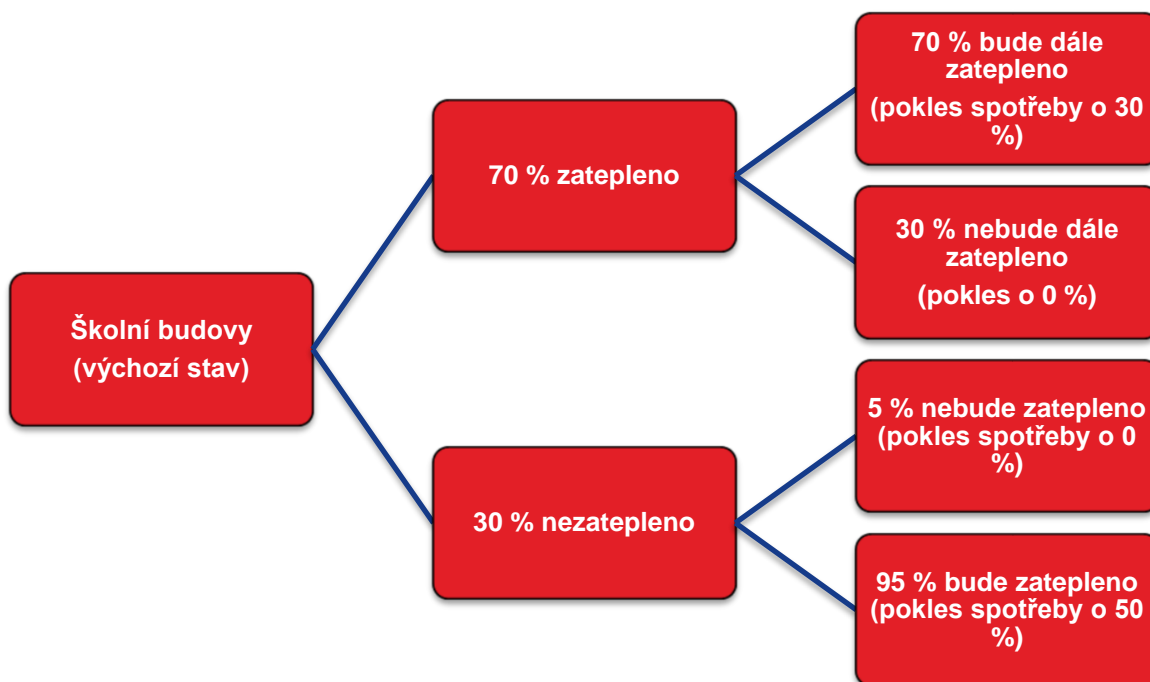 70 % bude dále
zatepleno
(pokles spotřeby o 30
%)
70 % zatepleno
30 % nebude dále
zatepleno
(pokles o 0 %)
Školní budovy
(výchozí stav)
5 % nebude zatepleno
(pokles spotřeby o 0
%)
30 % nezatepleno
95 % bude zatepleno
(pokles spotřeby o 50
%)